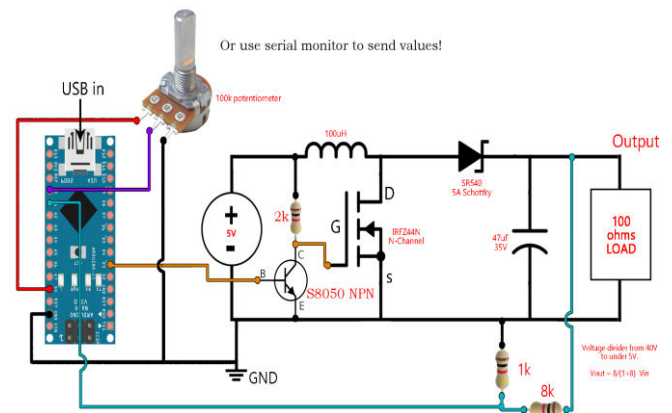 Or use serial monitor to send values!
USB in
100k potentiometer
100uH
Output
SR540
5A Schottky
D
+
5V
-
2k
G
IRFZ44N
N-Channel
47uF
35V
100
ohms
LOAD
C
B
S
S8050 NPN
E
GND
1k
8k
Voltage divider from 40V
to under 5V.
Vout = 8/(1+8) Vin